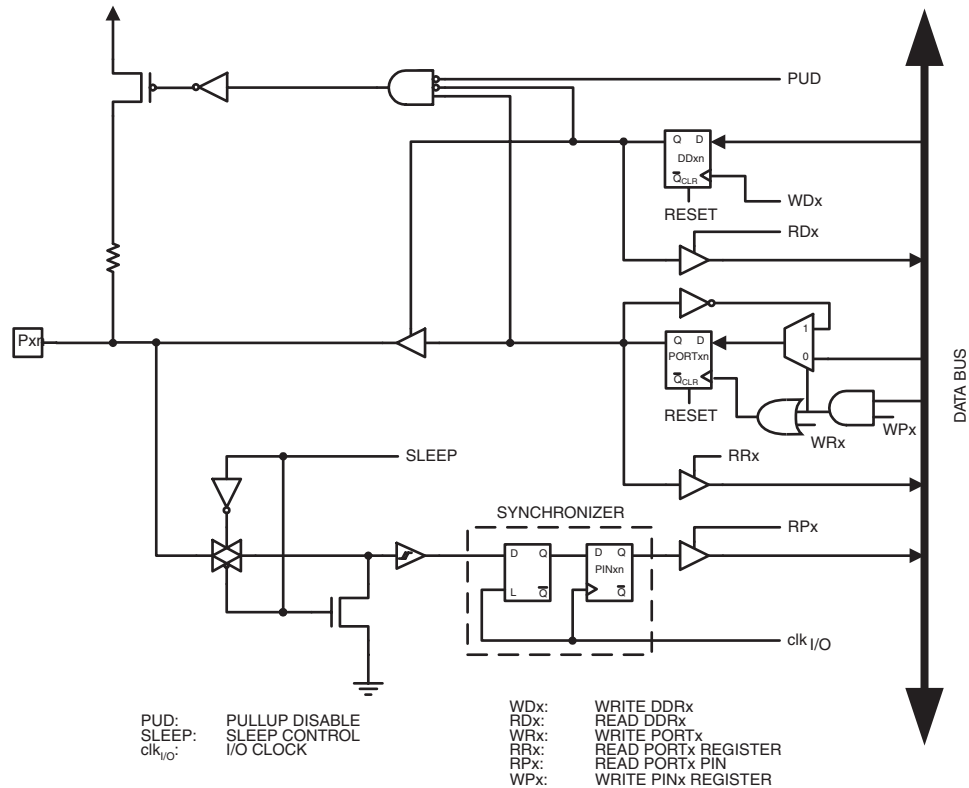 PUD
Q D
DDxn
Q CLR
WDx
RESET
RDx
1
Pxn
Q D
PORTxn
0
Q CLR
RESET
WRx
WPx
DATA BUS
SLEEP
RRx
SYNCHRONIZER
RPx
D Q
L Q
D Q
PINxn
Q
clk I/O
PUD: PULLUP DISABLE
SLEEP: SLEEP CONTROL
clkI/O: I/O CLOCK
WDx: WRITE DDRx
RDx: READ DDRx
WRx: WRITE PORTx
RRx: READ PORTx REGISTER
RPx: READ PORTx PIN
WPx: WRITE PINx REGISTER